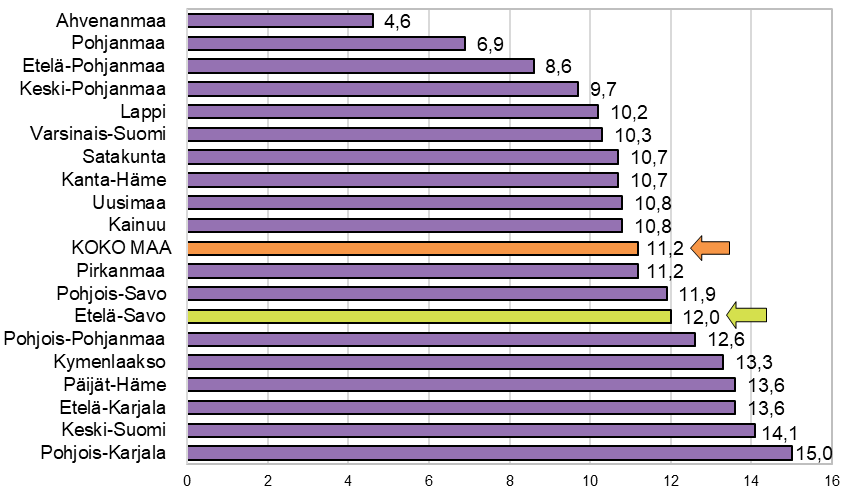 Ahvenanmaa 4,6
Pohjanmaa 6,9
Etelä-Pohjanmaa 8,6
Keski-Pohjanmaa 9,7
Lappi 10,2
Varsinais-Suomi 10,3
Satakunta 10,7
Kanta-Häme 10,7
Uusimaa 10,8
Kainuu 10,8
KOKO MAA 11,2
Pirkanmaa 11,2
Pohjois-Savo 11,9
Etelä-Savo 12,0
Pohjois-Pohjanmaa 12,6
Kymenlaakso 13,3
Päijät-Häme 13,6
Etelä-Karjala 13,6
Keski-Suomi 14,1
Pohjois-Karjala 15,0
0 2 4 6 8 10 12 14 16